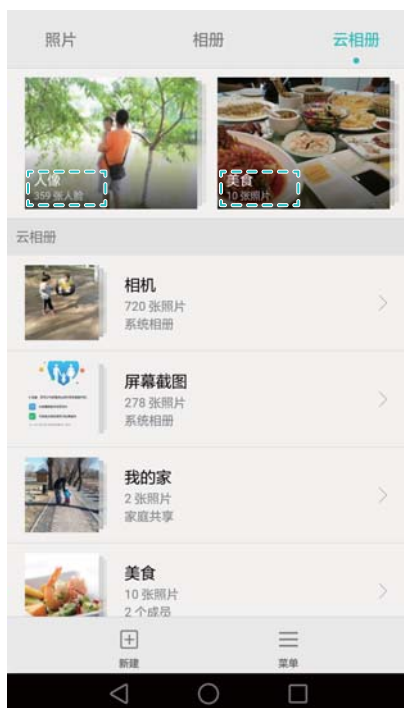 照片 相册 云相册
人像
359 张人脸
美食
10 张照片
云相册
相机
720 张照片
系统相册
屏幕截图
278 张照片
系统相册
我的家
2 张照片
家庭共享
美食
10 张照片
2 个成员
新建 菜单